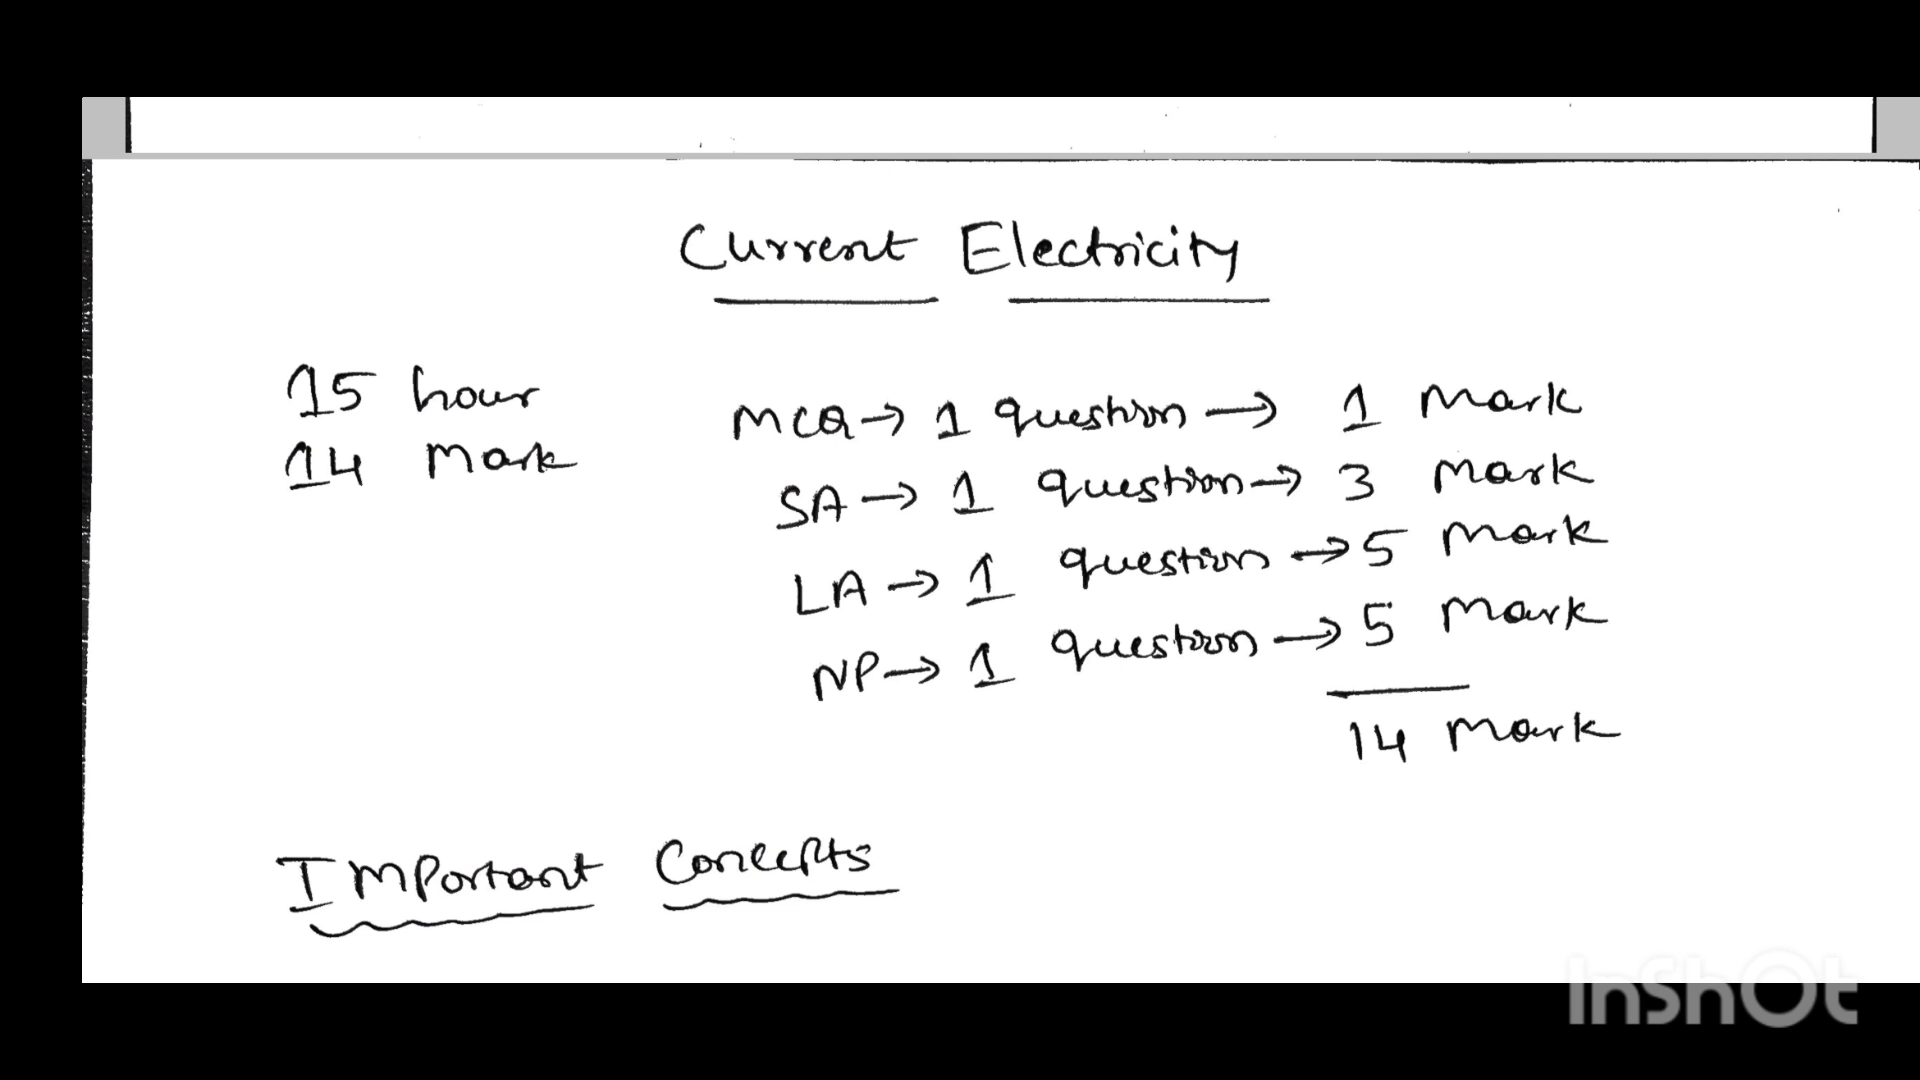 Current Electricity
15 hour
14 Mark
MCQ → 1 question → 1 Mark
SA → 1 question → 3 Mark
LA → 1 question → 5 Mark
NP → 1 question → 5 Mark
14 Mark
Important Concepts
InShOt